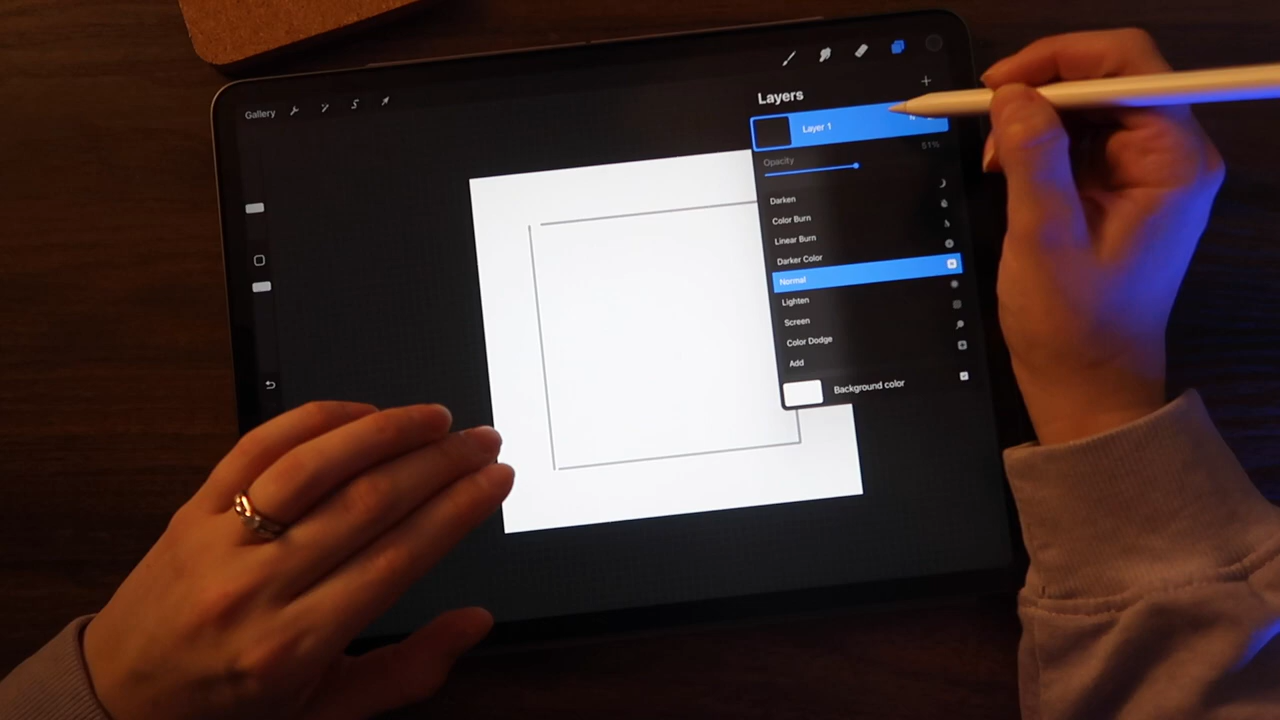 Gallery
Layers
Layer 1
N
Opacity
51%
Darken
Color Burn
Linear Burn
Darker Color
Normal
Lighten
Screen
Color Dodge
Add
Background color